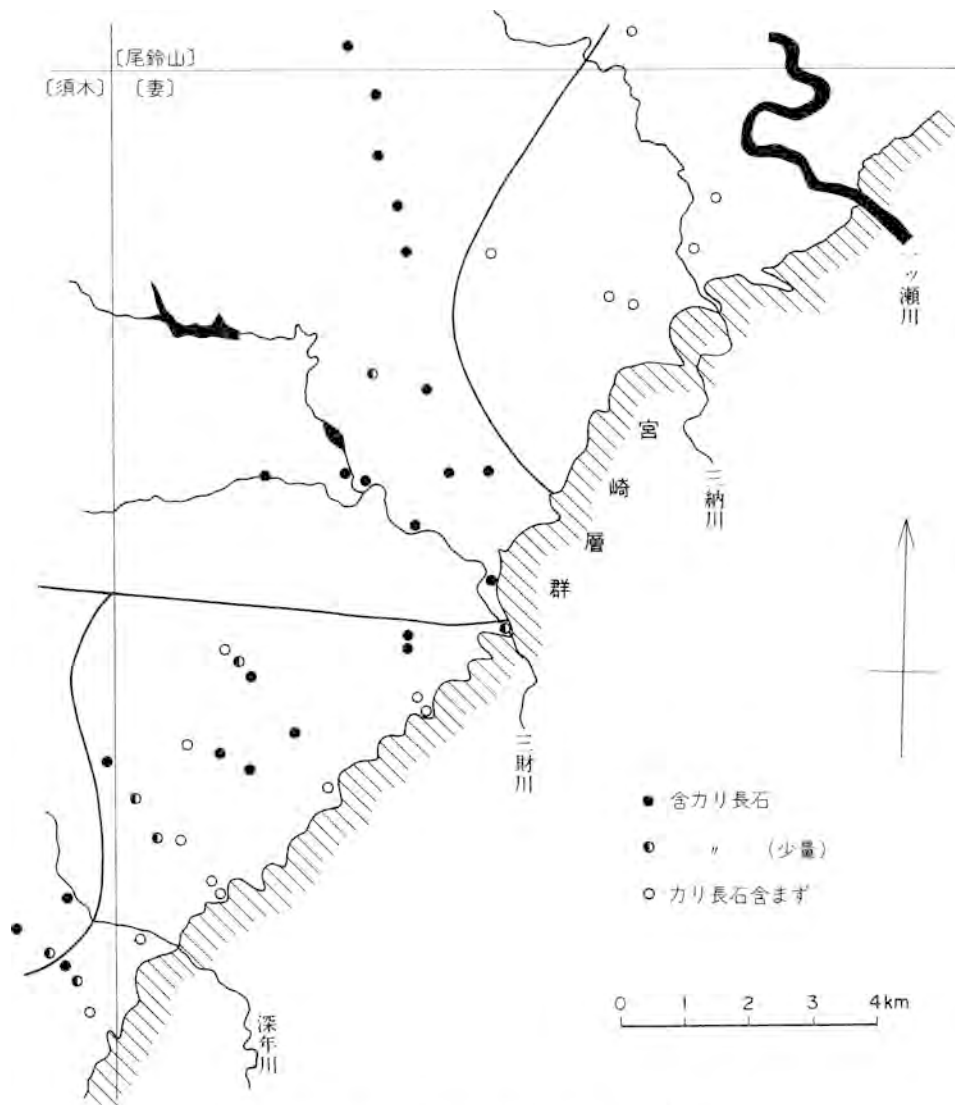 〔尾鈴山〕
〔須木〕
〔妻〕
一ッ瀬川
宮崎層群
三納川
三財川
深年川
含カリ長石
〃 (少量)
カリ長石含まず
0 1 2 3 4km